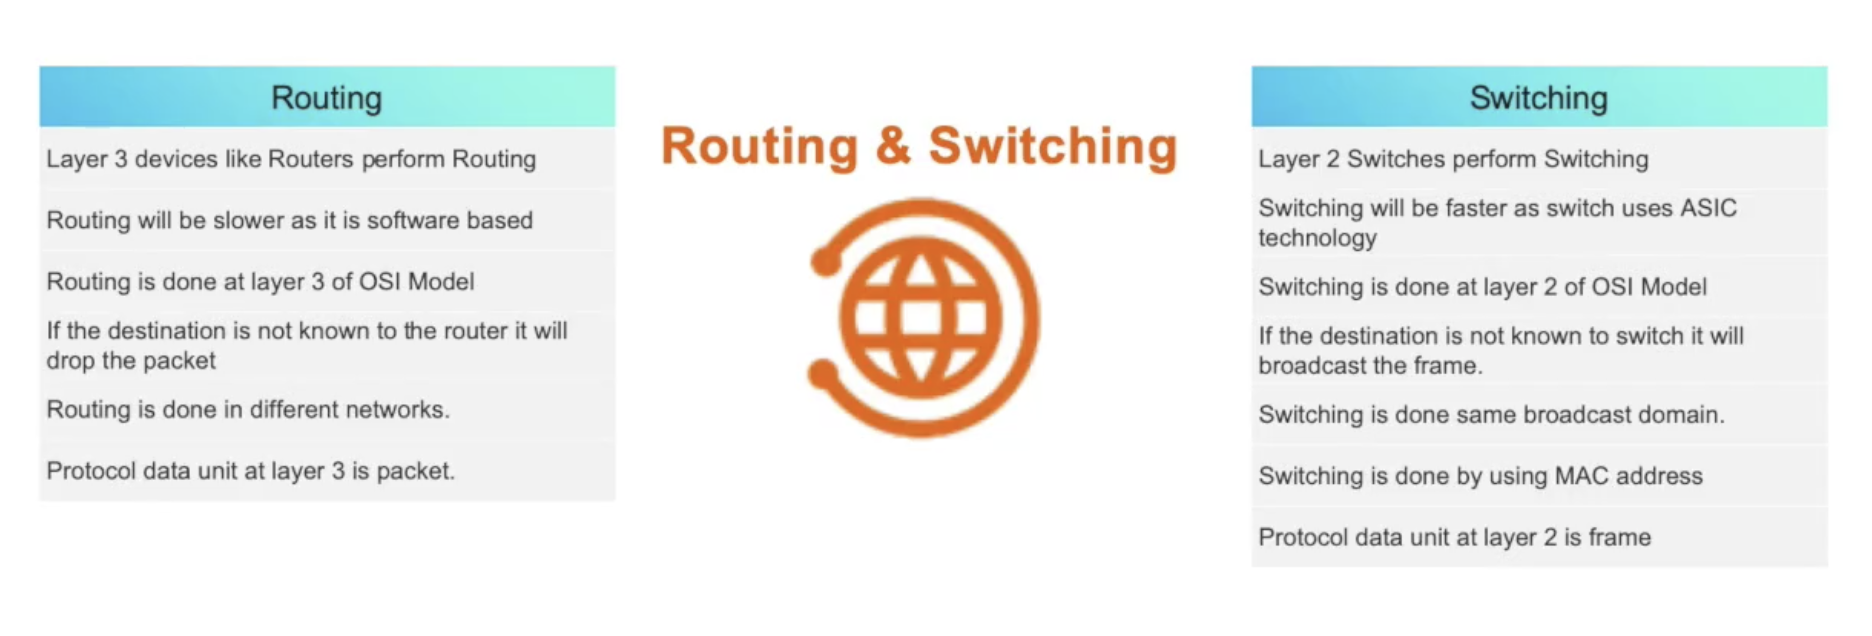 Routing
Layer 3 devices like Routers perform Routing
Routing will be slower as it is software based
Routing is done at layer 3 of OSI Model
If the destination is not known to the router it will
drop the packet
Routing is done in different networks.
Protocol data unit at layer 3 is packet.
Routing & Switching
Switching
Layer 2 Switches perform Switching
Switching will be faster as switch uses ASIC
technology
Switching is done at layer 2 of OSI Model
If the destination is not known to switch it will
broadcast the frame.
Switching is done same broadcast domain.
Switching is done by using MAC address
Protocol data unit at layer 2 is frame